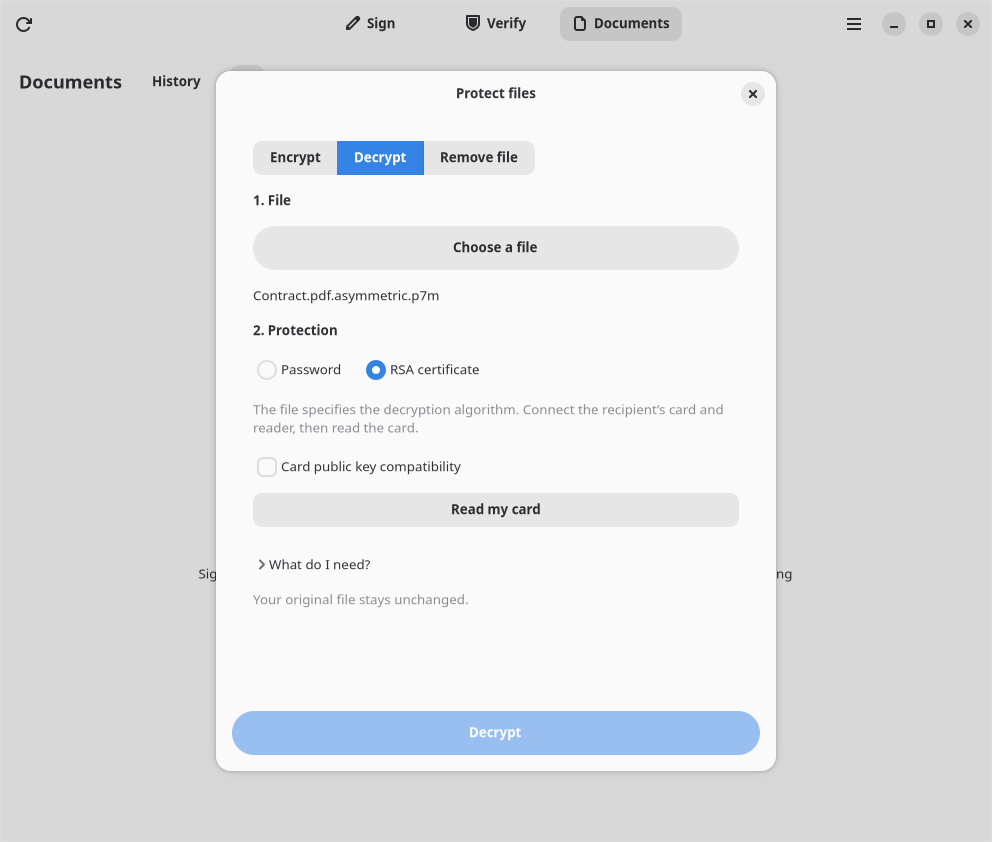 Sign
Verify
Documents
Documents
History
Protect files
Encrypt
Decrypt
Remove file
1. File
Choose a file
Contract.pdf.asymmetric.p7m
2. Protection
Password
RSA certificate
The file specifies the decryption algorithm. Connect the recipient's card and
reader, then read the card.
Card public key compatibility
Read my card
What do I need?
Sig
ng
Your original file stays unchanged.
Decrypt